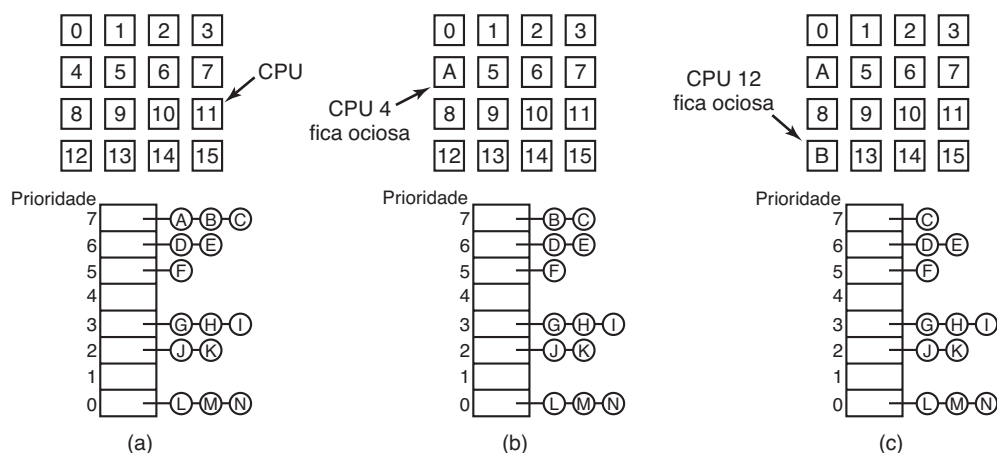 0 1 2 3
4 5 6 7
8 9 10 11
12 13 14 15
CPU
Prioridade
7 A B C
6 D E
5 F
4
3 G H I
2 J K
1
0 L M N
(a)
0 1 2 3
A 5 6 7
8 9 10 11
12 13 14 15
CPU 4
fica ociosa
Prioridade
7 B C
6 D E
5 F
4
3 G H I
2 J K
1
0 L M N
(b)
0 1 2 3
A 5 6 7
8 9 10 11
B 13 14 15
CPU 12
fica ociosa
Prioridade
7 C
6 D E
5 F
4
3 G H I
2 J K
1
0 L M N
(c)